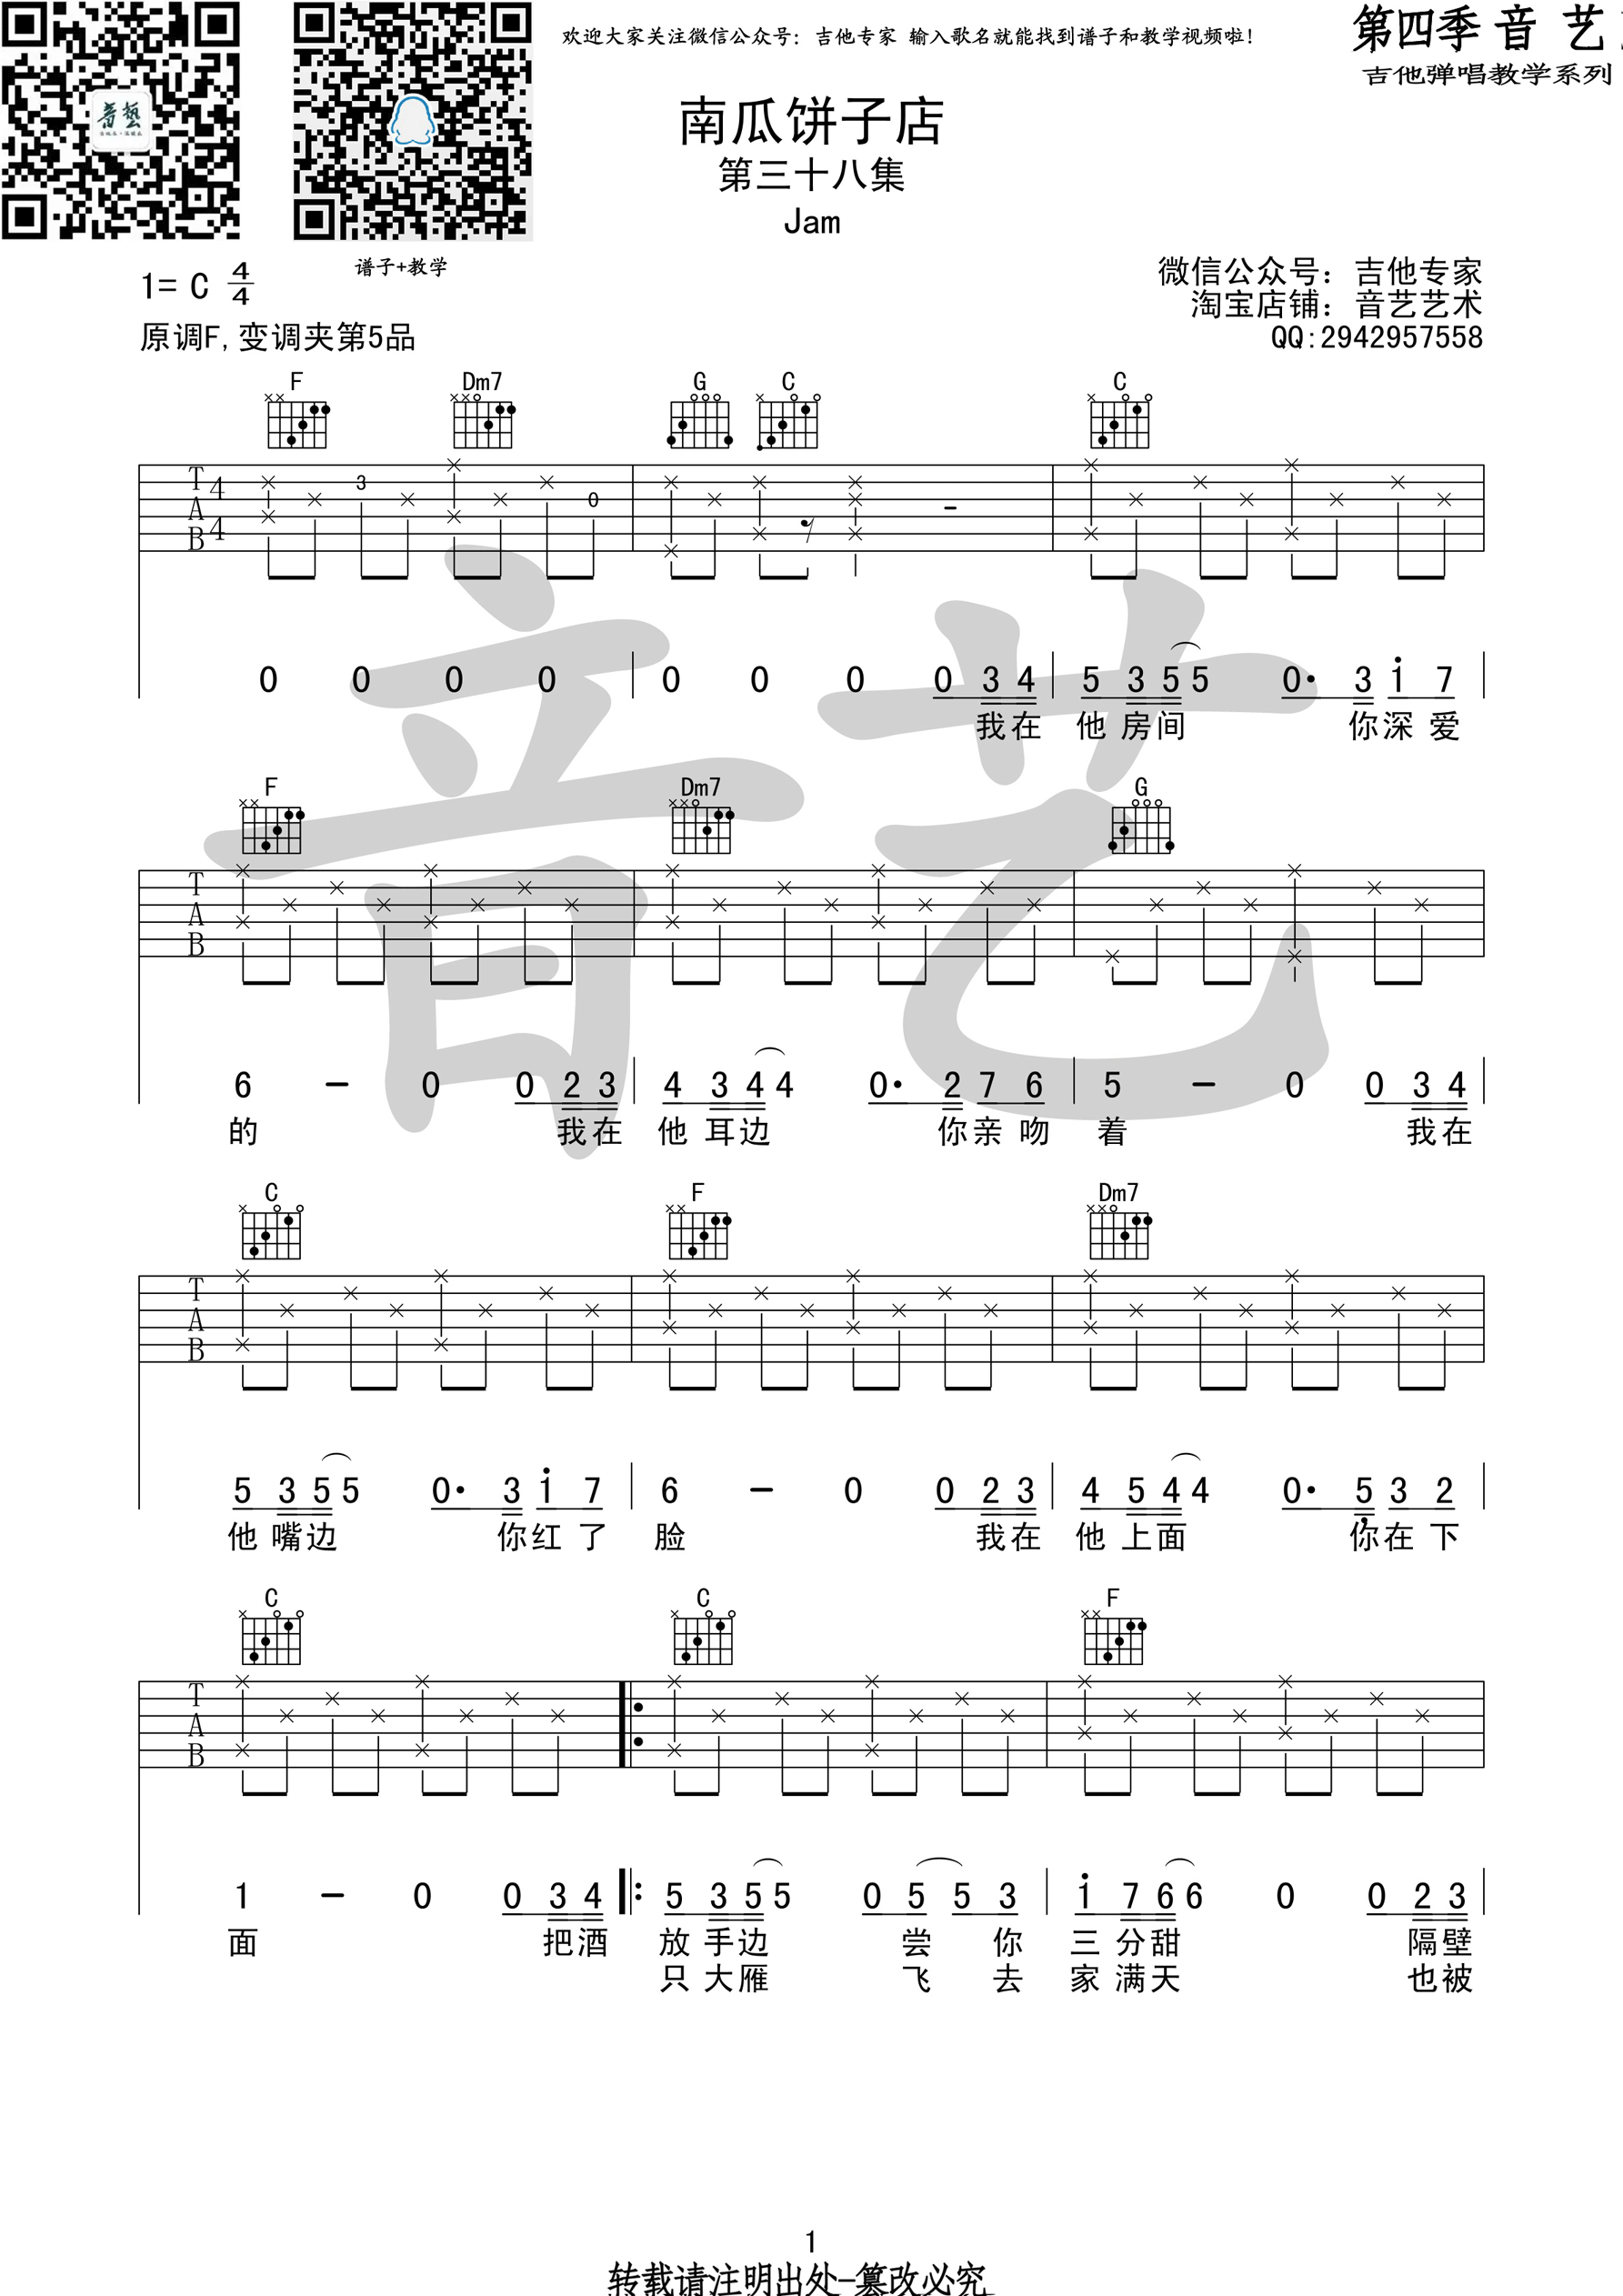 欢迎大家关注微信公众号：吉他专家 输入歌名就能找到谱子和教学视频啦！
第四季 音 艺
吉他弹唱教学系列
音藝
南瓜饼子店
第三十八集
Jam
谱子+教学
1= C 4/4
原调F, 变调夹第5品
微信公众号：吉他专家
淘宝店铺：音艺艺术
QQ:2942957558
F Dm7 G C C
T A B 4 4 3 0
0 0 0 0 0 0 0 0 3 4 5 3 5 5 0· 3 i 7
我在 他 房间 你深 爱
F Dm7 G
T A B
6 – 0 0 2 3 4 3 4 4 0· 2 7 6 5 – 0 0 3 4
的 我在 他 耳边 你亲 吻 着 我在
C F Dm7
T A B
5 3 5 5 0· 3 i 7 6 – 0 0 2 3 4 5 4 4 0· 5 3 2
他 嘴边 你红 了 脸 我在 他 上面 你在 下
C C F
T A B
1 – 0 0 3 4 5 3 5 5 0 5 5 3 i 7 6 6 0 0 2 3
面 把酒 放 手边 尝 你 三 分甜 隔壁
只 大雁 飞 去 家 满天 也被
音艺
1
转载请注明出处-篡改必究